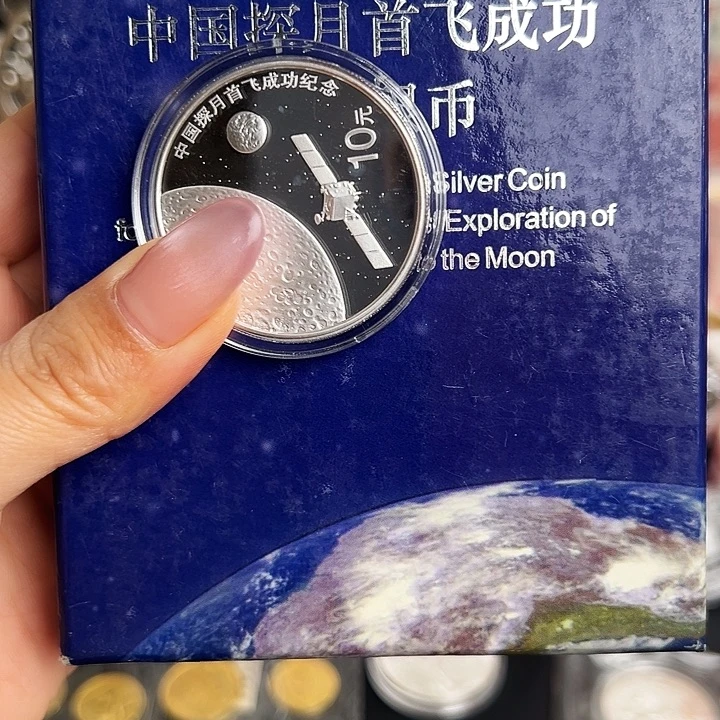 中国探月首飞成功
币
Silver Coin
Exploration of
the Moon
中国探月首飞成功纪念
10元